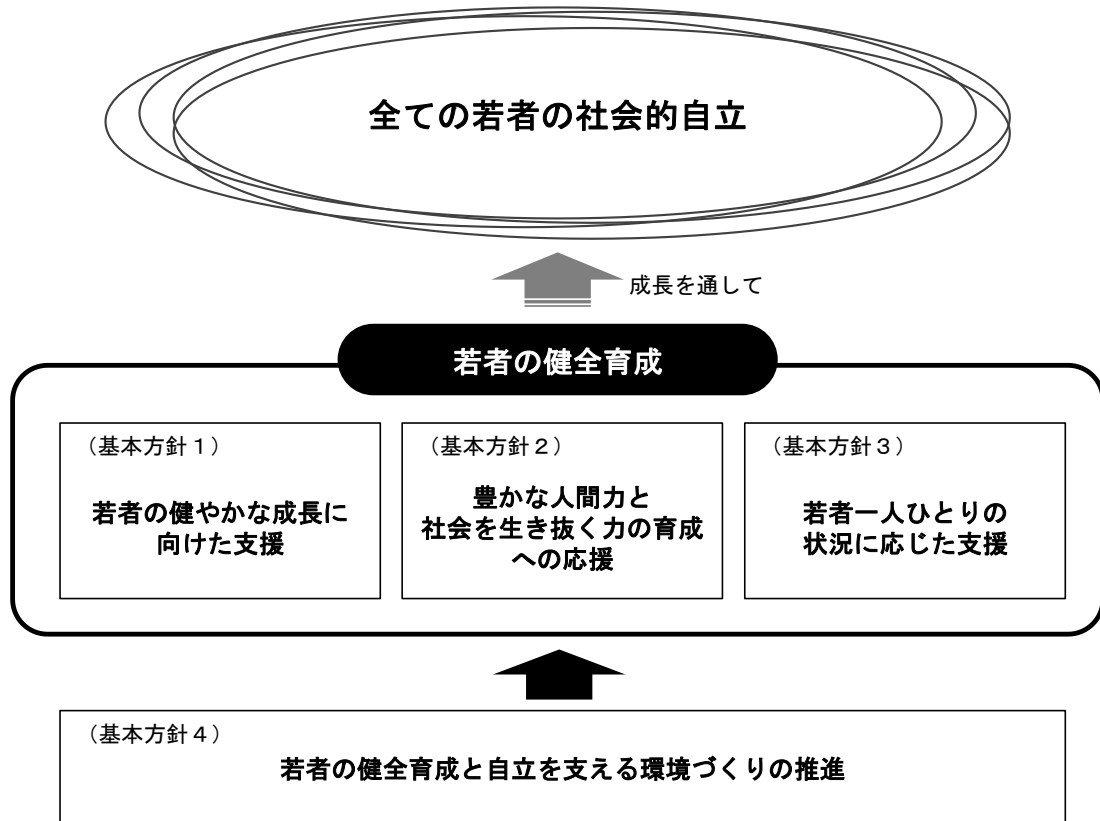 全ての若者の社会的自立
成長を通して
若者の健全育成
（基本方針１）
若者の健やかな成長に
向けた支援
（基本方針２）
豊かな人間力と
社会を生き抜く力の育成
への応援
（基本方針３）
若者一人ひとりの
状況に応じた支援
（基本方針４）
若者の健全育成と自立を支える環境づくりの推進